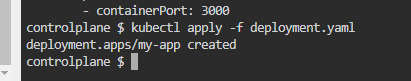 - containerPort: 3000
controlplane $ kubectl apply -f deployment.yaml
deployment.apps/my-app created
controlplane $